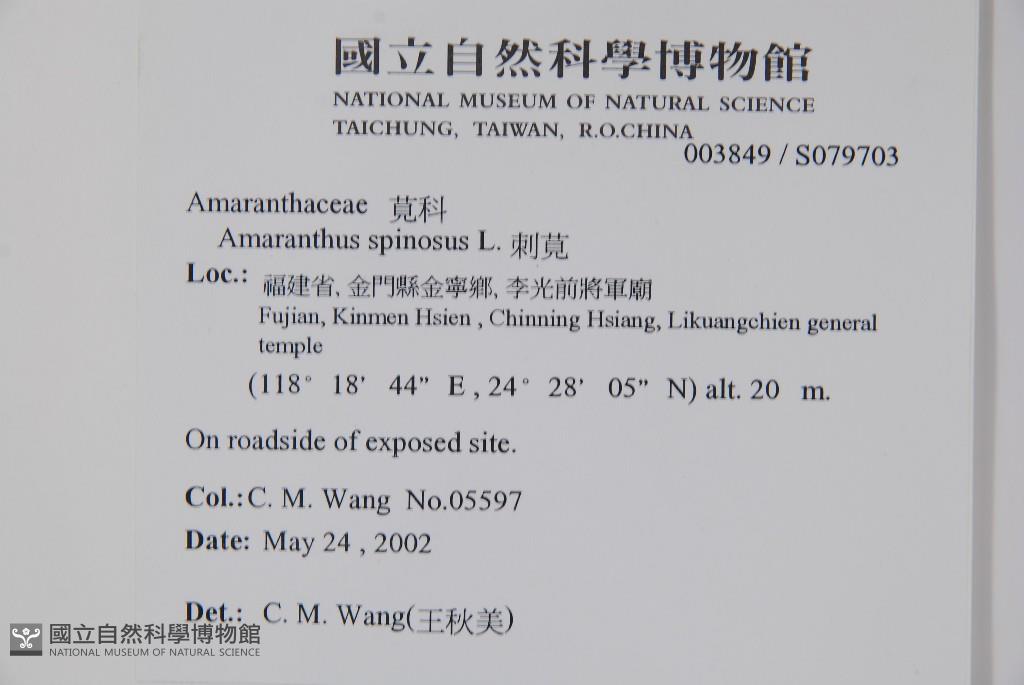 國立自然科學博物館
NATIONAL MUSEUM OF NATURAL SCIENCE
TAICHUNG, TAIWAN, R.O.CHINA
003849 / S079703
Amaranthaceae 莧科
Amaranthus spinosus L. 刺莧
Loc.: 福建省, 金門縣金寧鄉, 李光前將軍廟
Fujian, Kinmen Hsien , Chinning Hsiang, Likuangchien general
temple
(118° 18’ 44” E , 24° 28’ 05” N) alt. 20 m.
On roadside of exposed site.
Col.: C. M. Wang No.05597
Date: May 24 , 2002
Det.: C. M. Wang(王秋美)
國立自然科學博物館
NATIONAL MUSEUM OF NATURAL SCIENCE